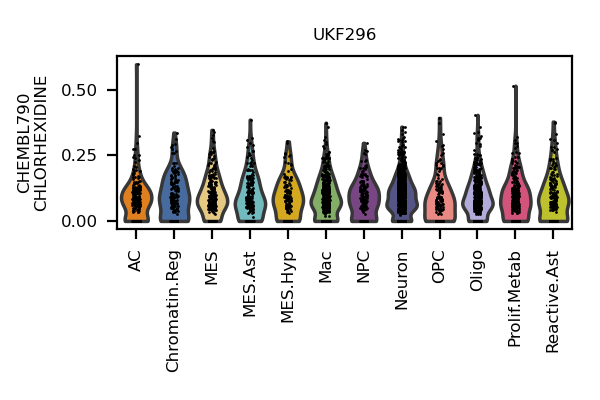 UKF296
CHEMBL790
CHLORHEXIDINE
0.50
0.25
0.00
AC
Chromatin.Reg
MES
MES.Ast
MES.Hyp
Mac
NPC
Neuron
OPC
Oligo
Prolif.Metab
Reactive.Ast